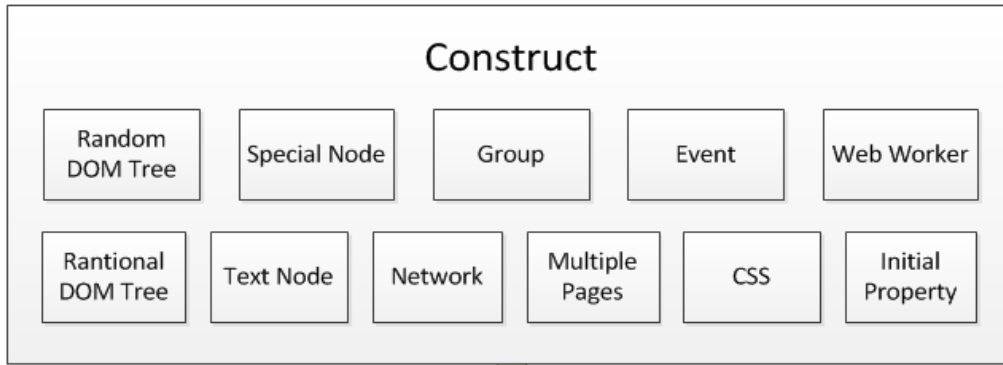 Construct
Random
DOM Tree
Special Node
Group
Event
Web Worker
Rantional
DOM Tree
Text Node
Network
Multiple
Pages
CSS
Initial
Property